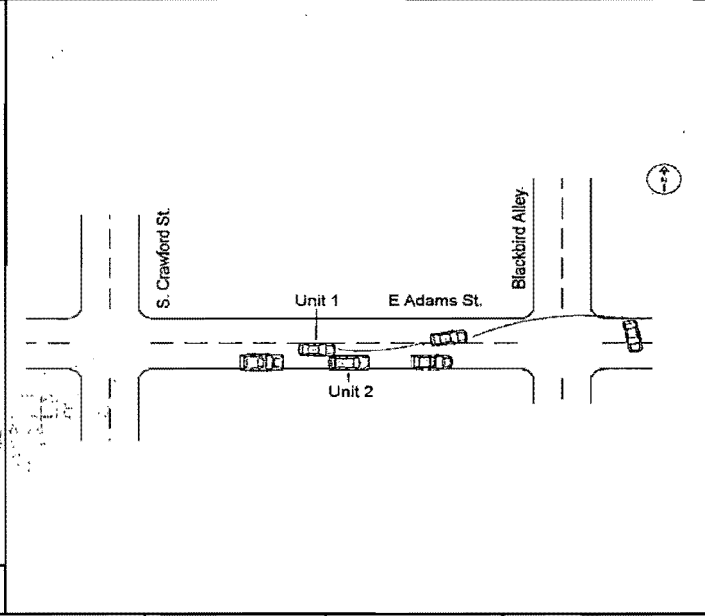 S. Crawford St.
Blackbird Alley
N
Unit 1
E Adams St.
Unit 2